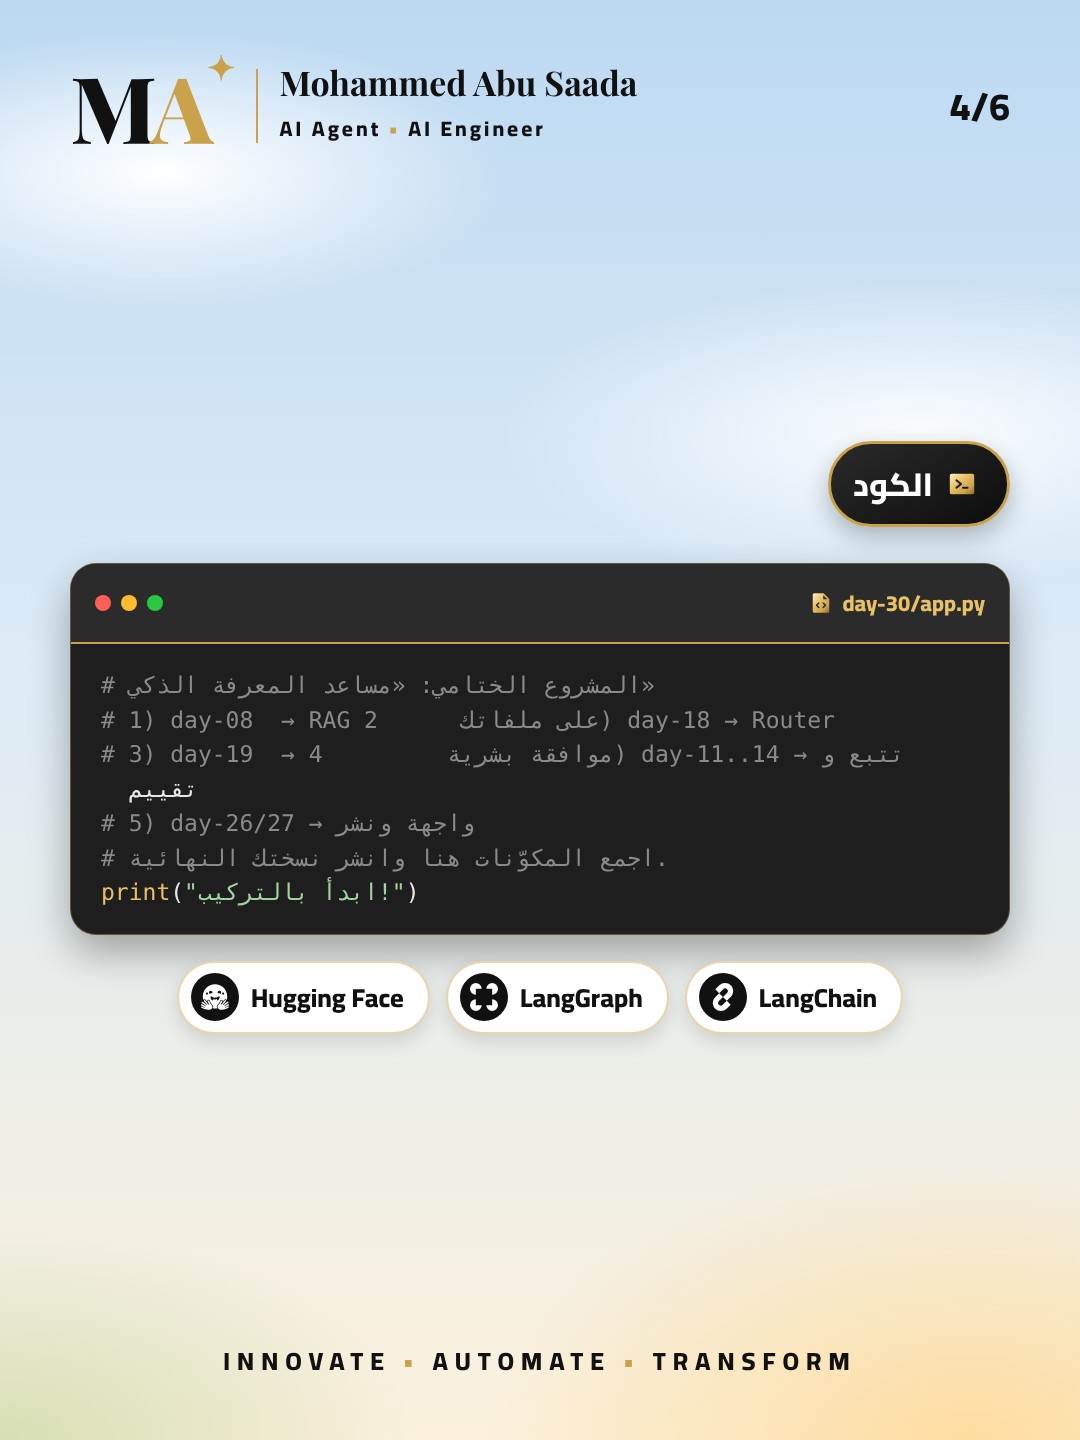 MA
Mohammed Abu Saada
AI Agent ▪ AI Engineer
4/6
الكود
day-30/app.py
# المشروع الختامي: «مساعد المعرفة الذكي»
# 1) day-08  → RAG على ملفاتك      2) day-18 → Router
# 3) day-19  → موافقة بشرية      4) day-11..14 → تتبع و
تقييم
# 5) day-26/27 → واجهة ونشر
# اجمع المكوّنات هنا وانشر نسختك النهائية.
print("ابدأ بالتركيب!")
Hugging Face
LangGraph
LangChain
INNOVATE ▪ AUTOMATE ▪ TRANSFORM